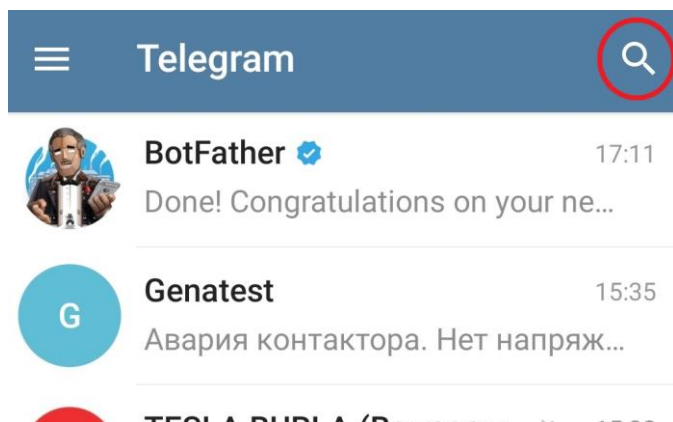 Telegram
BotFather 17:11
Done! Congratulations on your ne...
G
Genatest 15:35
Авария контактора. Нет напряж...